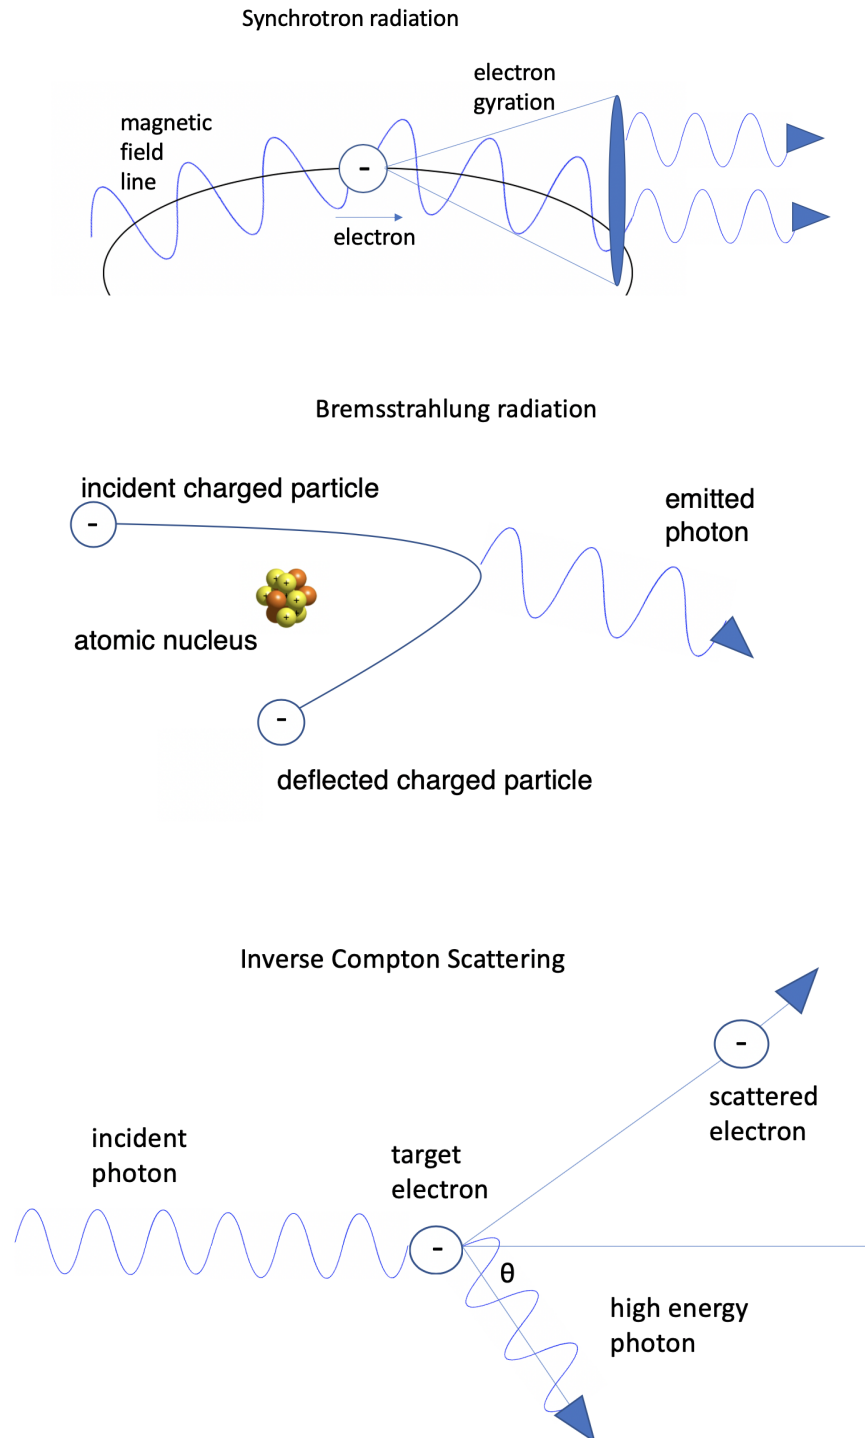 Synchrotron radiation
electron
gyration
magnetic
field
line
-
electron
Bremsstrahlung radiation
incident charged particle
-
emitted
photon
+ + + +
+
atomic nucleus
-
deflected charged particle
Inverse Compton Scattering
-
scattered
electron
incident
photon
target
electron
-
θ
high energy
photon